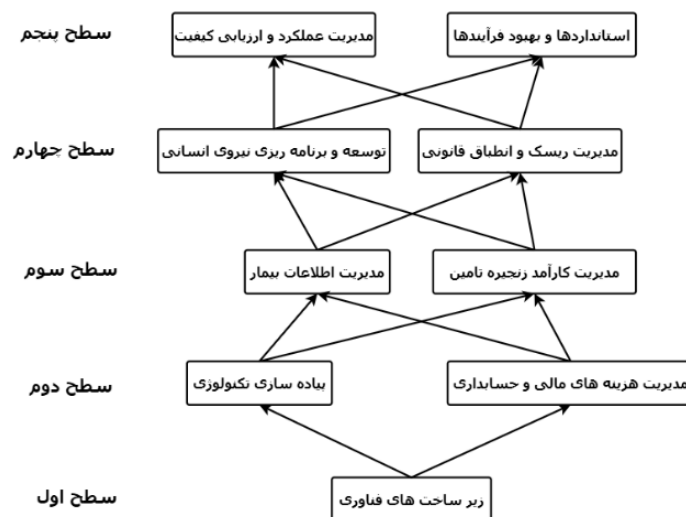 سطح پنجم
استانداردها و بهبود فرآیندها
مدیریت عملکرد و ارزیابی کیفیت
سطح چهارم
مدیریت ریسک و انطباق قانونی
توسعه و برنامه ریزی نیروی انسانی
سطح سوم
مدیریت کارآمد زنجیره تامین
مدیریت اطلاعات بیمار
سطح دوم
مدیریت هزینه های مالی و حسابداری
پیاده سازی تکنولوژی
سطح اول
زیر ساخت های فناوری